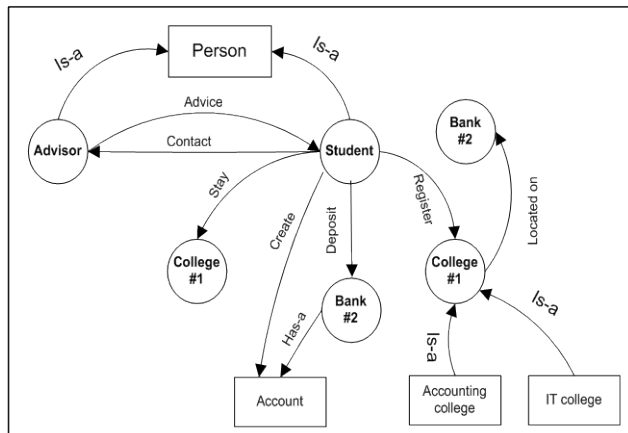 Is-a
Person
Is-a
Advice
Bank
#2
Advisor
Contact
Student
Stay
Create
Deposit
Register
Located on
College
#1
College
#1
Bank
#2
Has-a
Is-a
Is-a
Account
Accounting
college
IT college